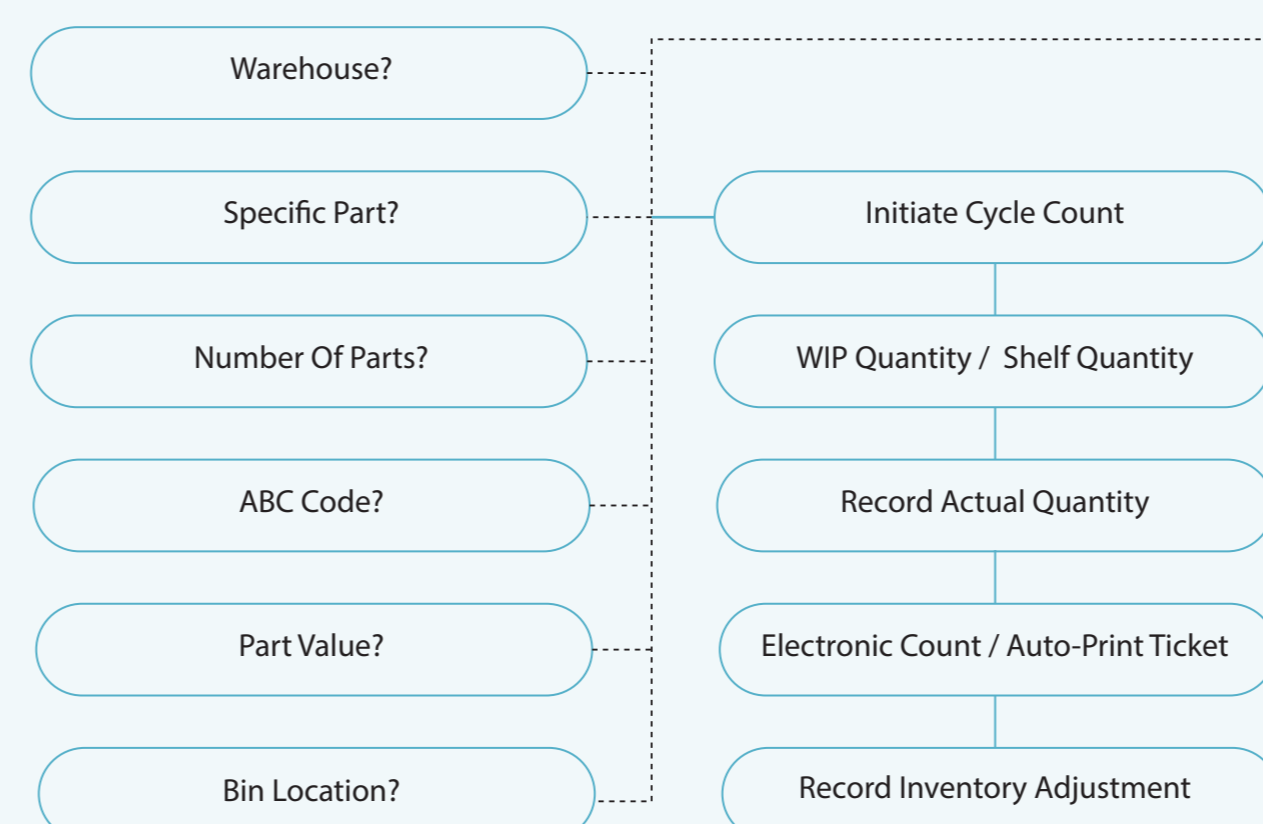 Warehouse?
Specific Part?
Number Of Parts?
ABC Code?
Part Value?
Bin Location?
Initiate Cycle Count
WIP Quantity / Shelf Quantity
Record Actual Quantity
Electronic Count / Auto-Print Ticket
Record Inventory Adjustment